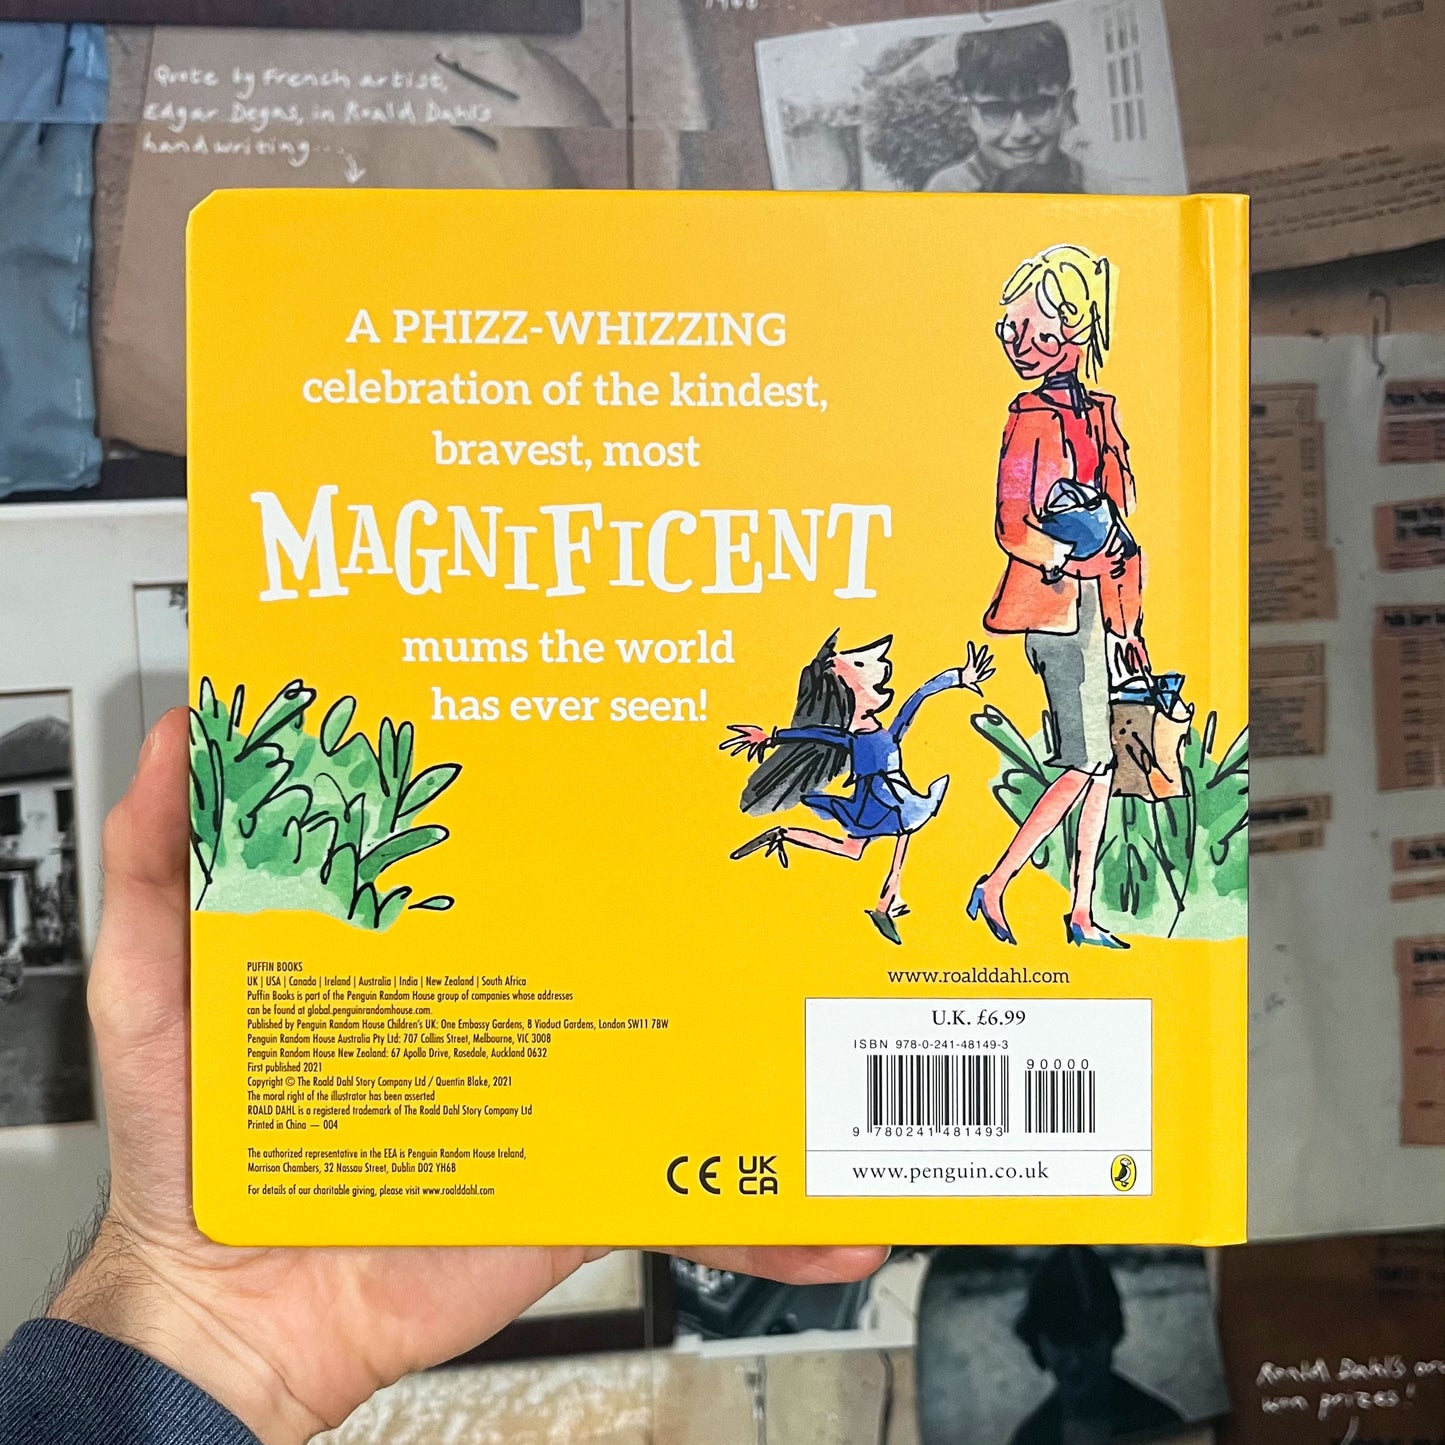 Quote by French artist,
Edgar Degas, in Roald Dahl's
handwriting...
A PHIZZ-WHIZZING
celebration of the kindest,
bravest, most
MAGNIFICENT
mums the world
has ever seen!
PUFFIN BOOKS
UK | USA | Canada | Ireland | Australia | India | New Zealand | South Africa
Puffin Books is part of the Penguin Random House group of companies whose addresses
can be found at global.penguinrandomhouse.com.
Published by Penguin Random House Children's UK: One Embassy Gardens, 8 Viaduct Gardens, London SW11 7BW
Penguin Random House Australia Pty Ltd: 707 Collins Street, Melbourne, VIC 3008
Penguin Random House New Zealand: 67 Apollo Drive, Rosedale, Auckland 0632
First published 2021
Copyright © The Roald Dahl Story Company Ltd / Quentin Blake, 2021
The moral right of the illustrator has been asserted
ROALD DAHL is a registered trademark of The Roald Dahl Story Company Ltd
Printed in China — 004
The authorized representative in the EEA is Penguin Random House Ireland,
Morrison Chambers, 32 Nassau Street, Dublin D02 YH68
For details of our charitable giving, please visit www.roalddahl.com
CE UK
CA
www.roalddahl.com
U.K. £6.99
ISBN 978-0-241-48149-3
90000
9 780241 481493
www.penguin.co.uk
Roald Dahl's
won prizes!